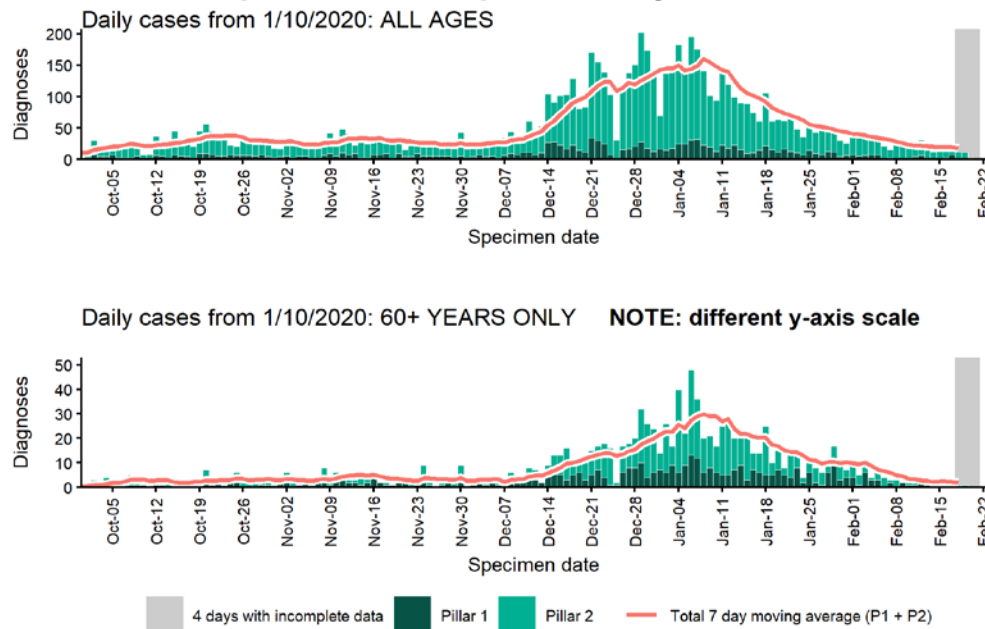 Daily cases from 1/10/2020: ALL AGES
Diagnoses
200
150
100
50
0
Oct-05
Oct-12
Oct-19
Oct-26
Nov-02
Nov-09
Nov-16
Nov-23
Nov-30
Dec-07
Dec-14
Dec-21
Dec-28
Jan-04
Jan-11
Jan-18
Jan-25
Feb-01
Feb-08
Feb-15
Feb-22
Specimen date
Daily cases from 1/10/2020: 60+ YEARS ONLY NOTE: different y-axis scale
Diagnoses
50
40
30
20
10
0
Oct-05
Oct-12
Oct-19
Oct-26
Nov-02
Nov-09
Nov-16
Nov-23
Nov-30
Dec-07
Dec-14
Dec-21
Dec-28
Jan-04
Jan-11
Jan-18
Jan-25
Feb-01
Feb-08
Feb-15
Feb-22
Specimen date
4 days with incomplete data Pillar 1 Pillar 2 Total 7 day moving average (P1 + P2)